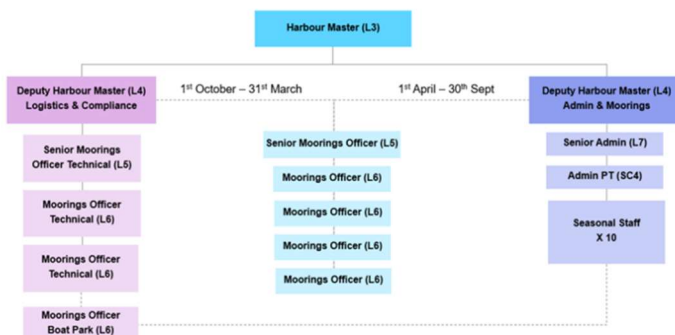 Harbour Master (L3)
Deputy Harbour Master (L4)
Logistics & Compliance
1st October – 31st March
1st April – 30th Sept
Deputy Harbour Master (L4)
Admin & Moorings
Senior Moorings
Officer Technical (L5)
Moorings Officer
Technical (L6)
Moorings Officer
Technical (L6)
Moorings Officer
Boat Park (L6)
Senior Moorings Officer (L5)
Moorings Officer (L6)
Moorings Officer (L6)
Moorings Officer (L6)
Moorings Officer (L6)
Senior Admin (L7)
Admin PT (SC4)
Seasonal Staff
X 10